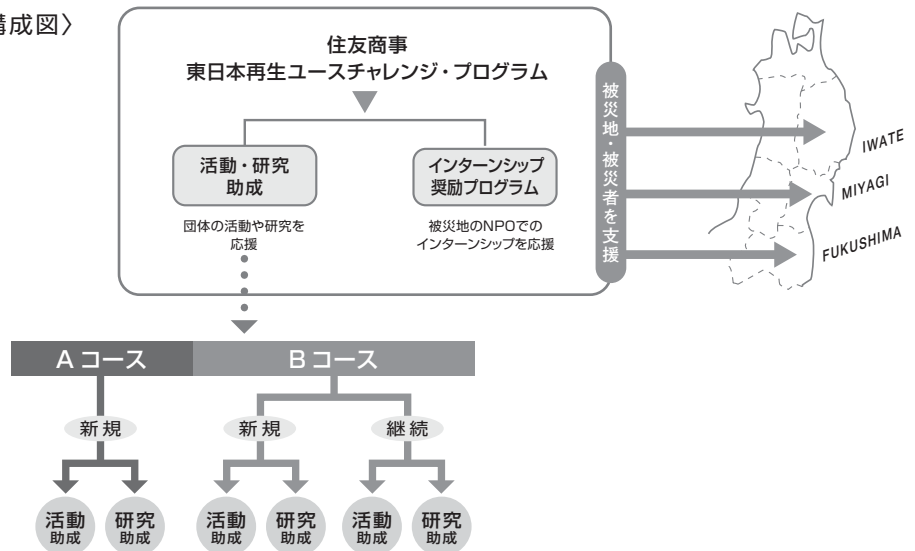 構成図〉
住友商事
東日本再生ユースチャレンジ・プログラム
活動・研究
助成
インターンシップ
奨励プログラム
団体の活動や研究を
応援
被災地のNPOでの
インターンシップを応援
被災地・被災者を支援
IWATE
MIYAGI
FUKUSHIMA
Aコース
Bコース
新規
新規
継続
活動
助成
研究
助成
活動
助成
研究
助成
活動
助成
研究
助成